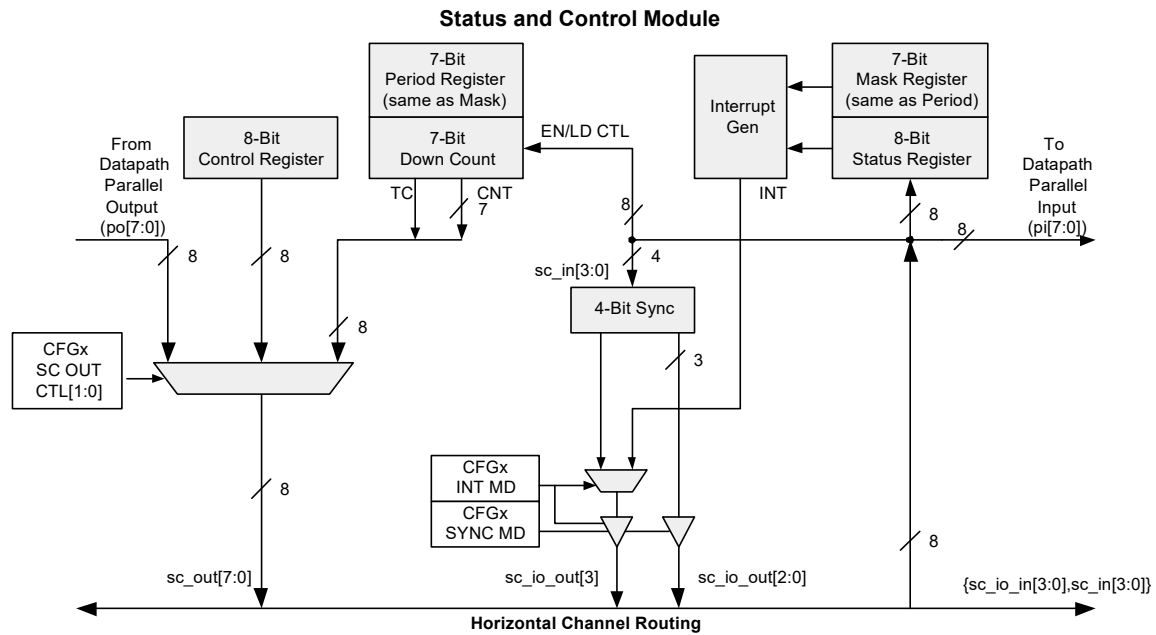 Status and Control Module
7-Bit
Period Register
(same as Mask)
7-Bit
Down Count
8-Bit
Control Register
From
Datapath
Parallel
Output
(po[7:0])
EN/LD CTL
Interrupt
Gen
7-Bit
Mask Register
(same as Period)
8-Bit
Status Register
To
Datapath
Parallel
Input
(pi[7:0])
TC
CNT
7
INT
8
8
8
8
8
4
sc_in[3:0]
4-Bit Sync
8
3
CFGx
SC OUT
CTL[1:0]
CFGx
INT MD
CFGx
SYNC MD
8
8
sc_out[7:0]
sc_io_out[3]
sc_io_out[2:0]
{sc_io_in[3:0],sc_in[3:0]}
Horizontal Channel Routing